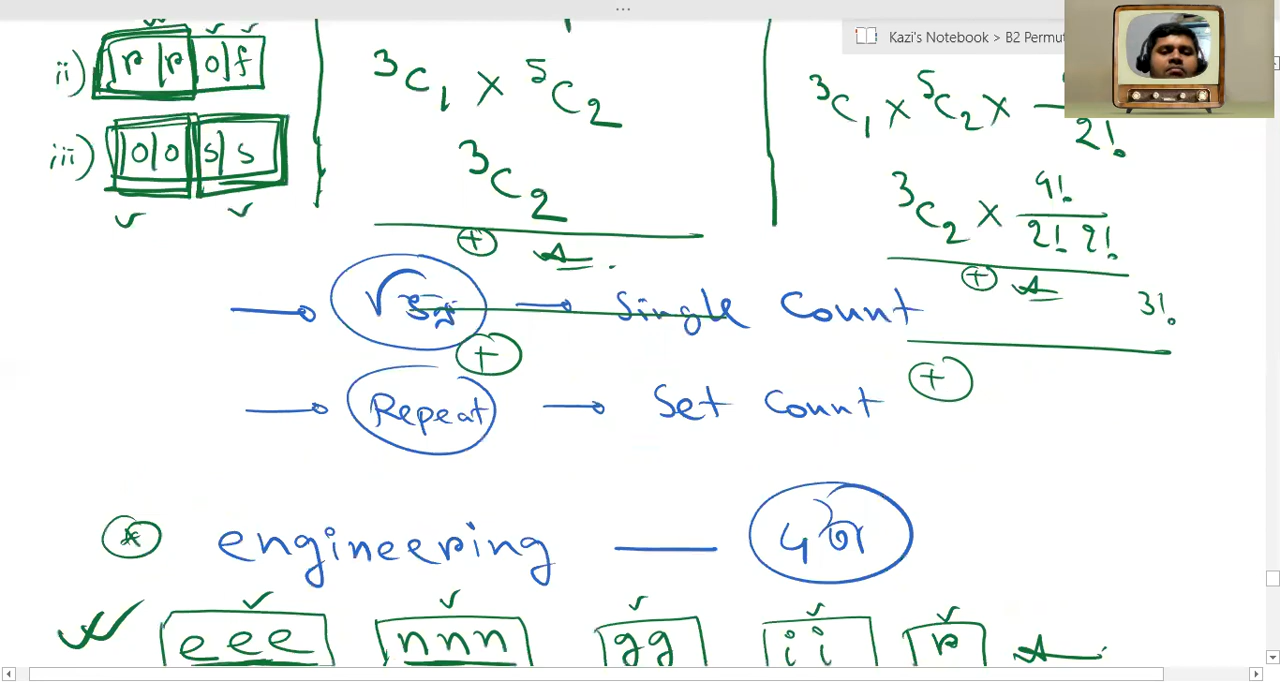 Kazi's Notebook > B2 Permut
ii) p p o f
³C₁ × ⁵C₂
³C₁ × ⁵C₂ × 2!
iii) o o s s
³C₂
³C₂ × 4! / 2! 2!
+ A
+ A
3!
→ → Single Count
+
+
→ Repeat → Set Count
* engineering —
eee nnn gg ii r